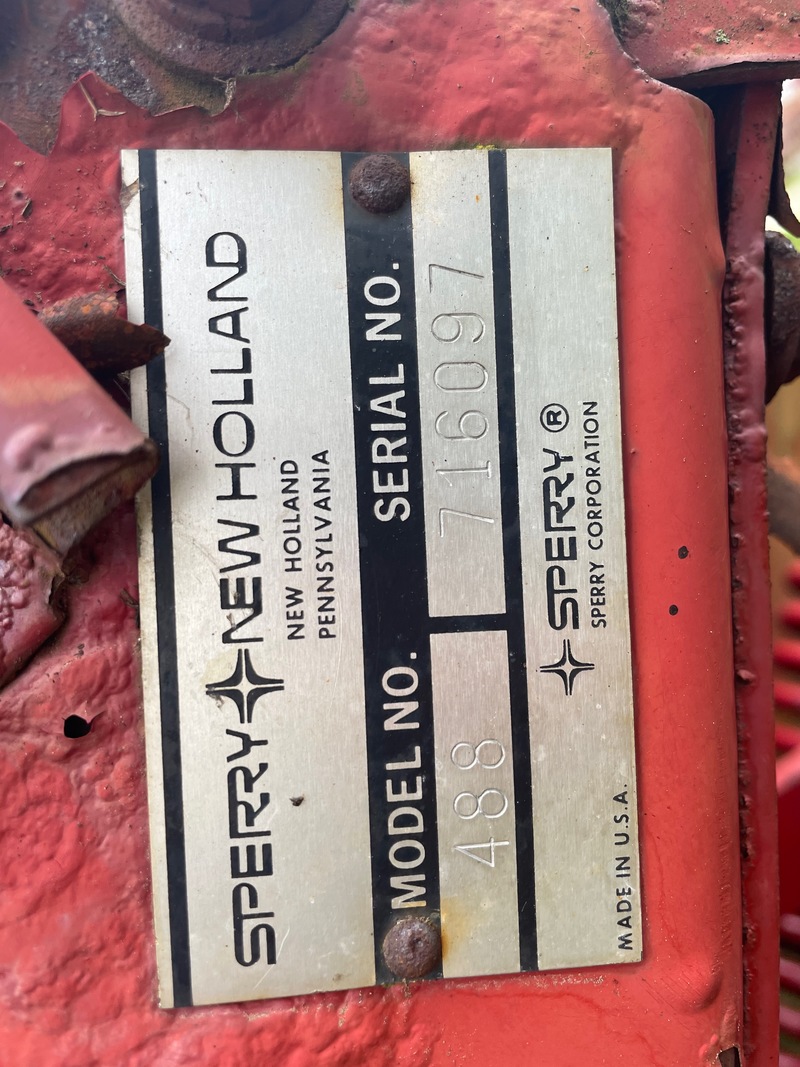 SPERRY NEW HOLLAND
NEW HOLLAND
PENNSYLVANIA
MODEL NO. SERIAL NO.
488 716097
SPERRY®
SPERRY CORPORATION
MADE IN U.S.A.